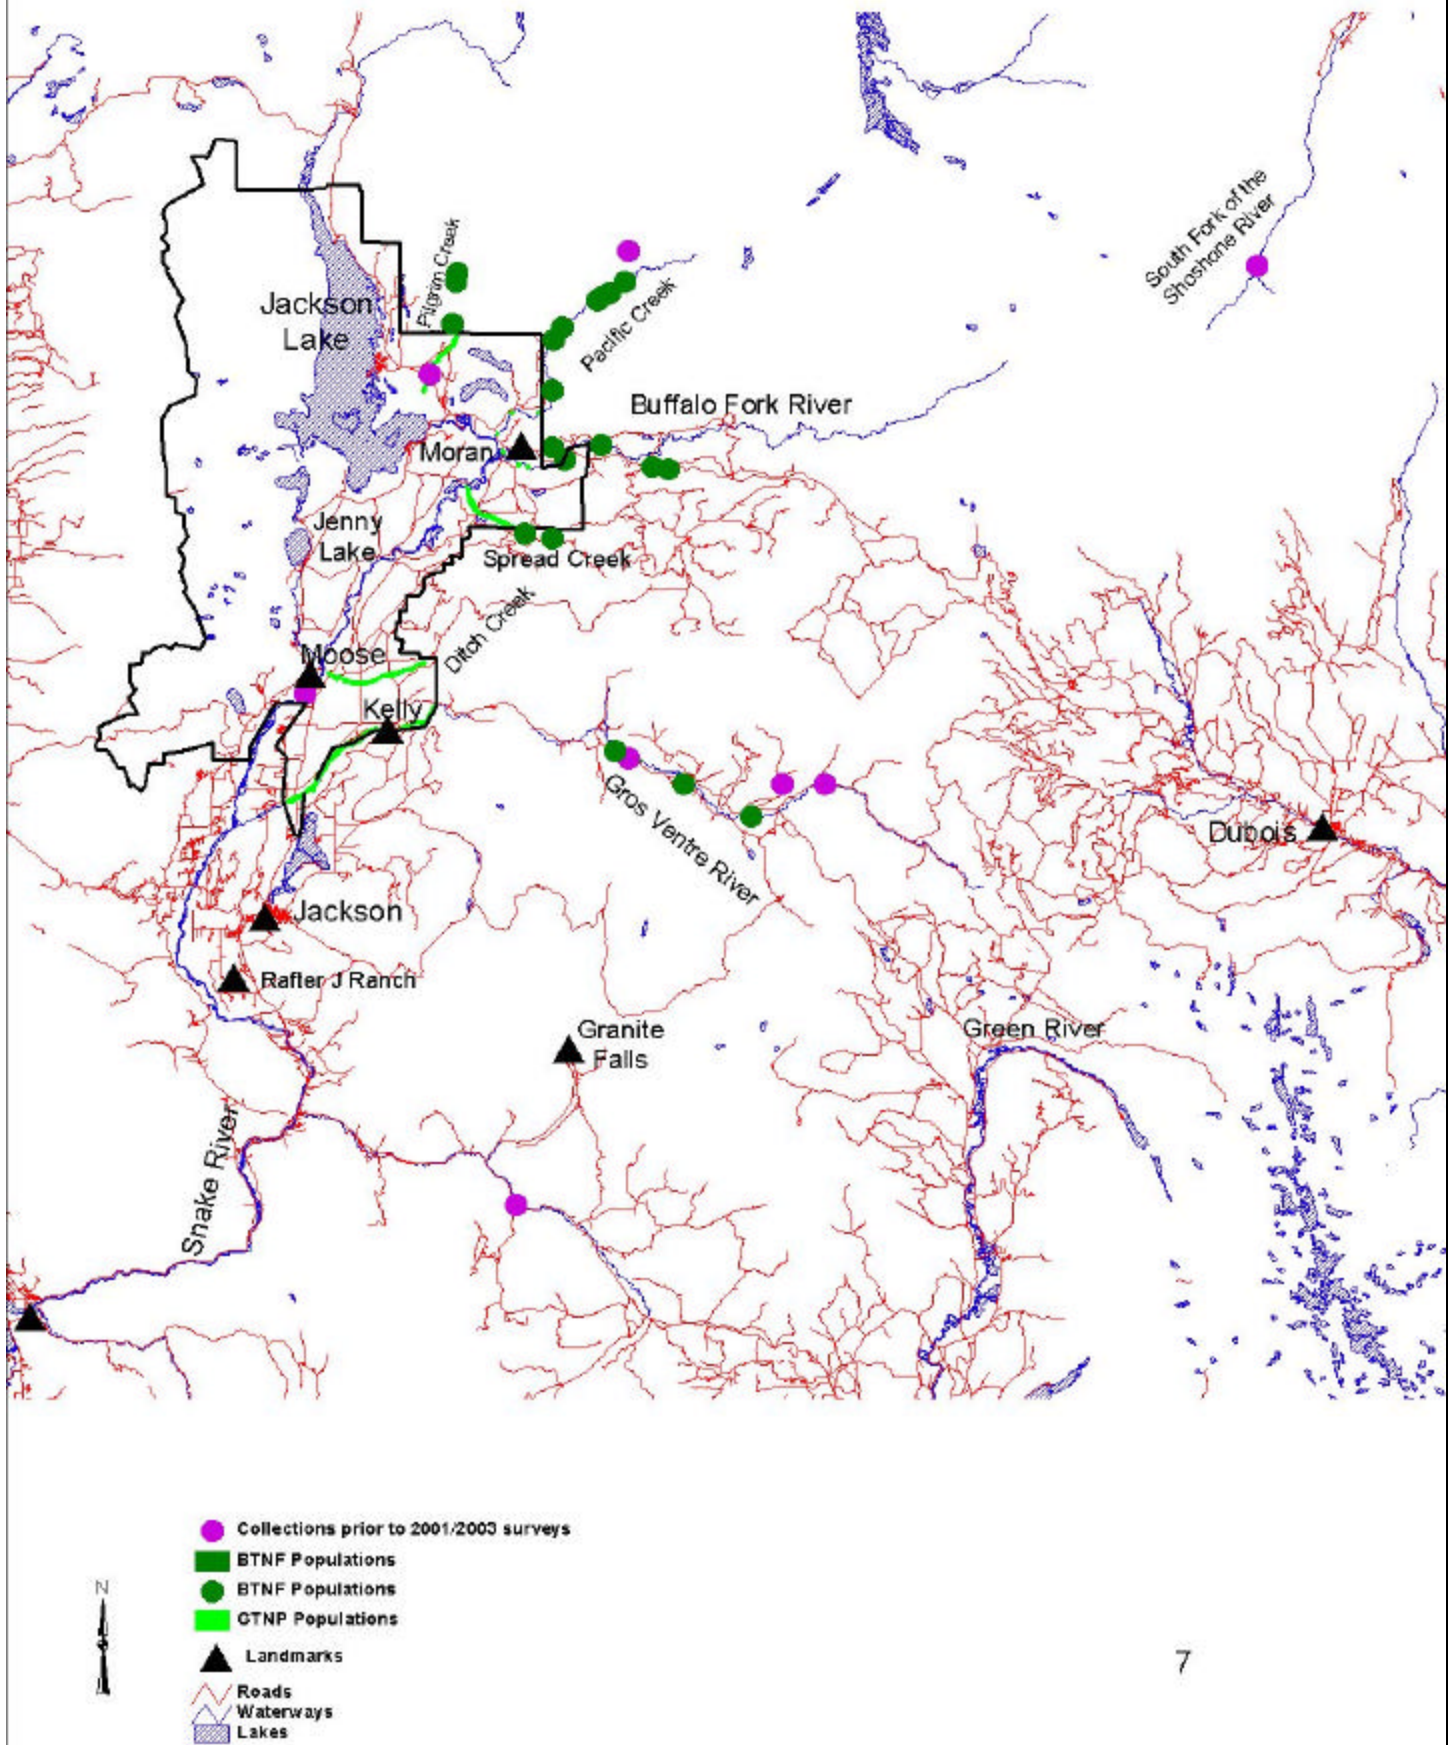 South Fork of the
Shoshone River
Pilgrim Creek
Jackson
Lake
Pacific Creek
Buffalo Fork River
Moran
Jenny
Lake
Spread Creek
Ditch Creek
Moose
Kelly
Gros Ventre River
Dubois
Jackson
Rafter J Ranch
Granite
Falls
Green River
Snake River
Collections prior to 2001/2003 surveys
BTNF Populations
BTNF Populations
GTNP Populations
Landmarks
Roads
Waterways
Lakes
N
7